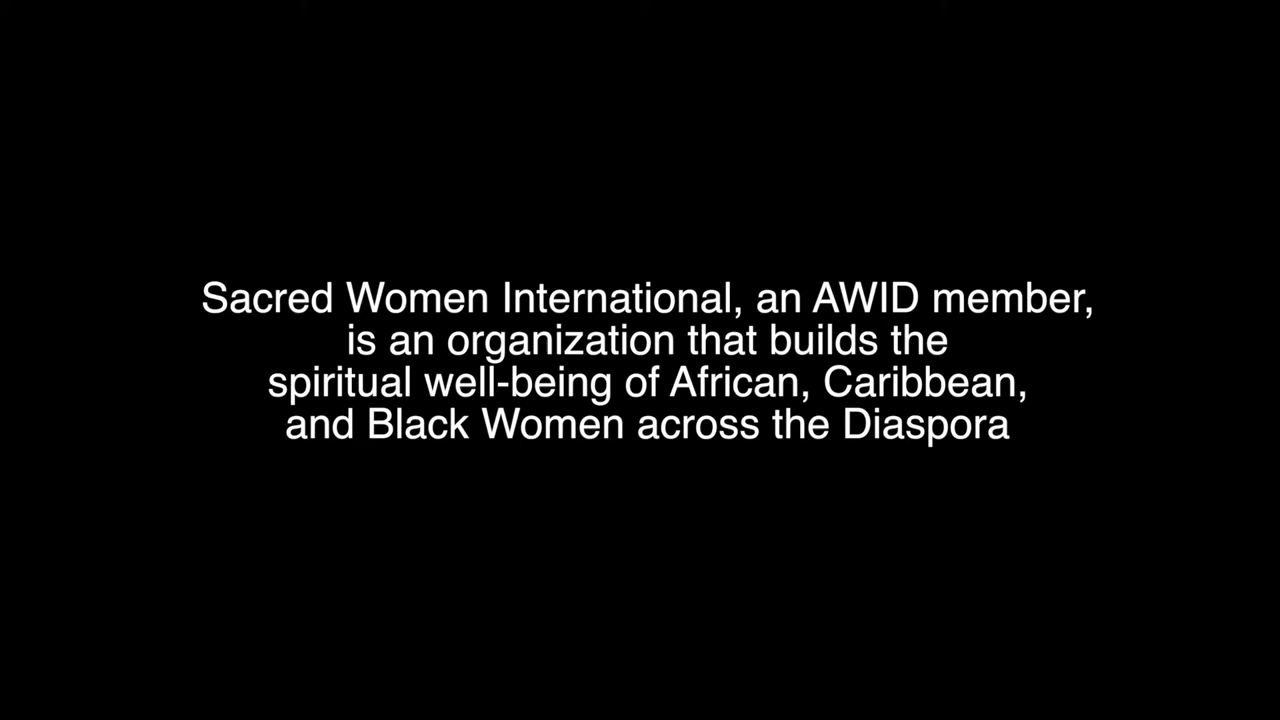 Sacred Women International, an AWID member,
is an organization that builds the
spiritual well-being of African, Caribbean,
and Black Women across the Diaspora